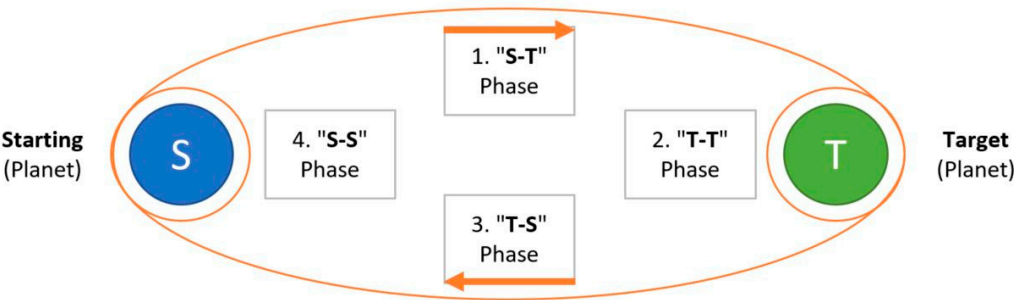 1. "S-T"
Phase
Starting
(Planet)
S
4. "S-S"
Phase
2. "T-T"
Phase
T
Target
(Planet)
3. "T-S"
Phase